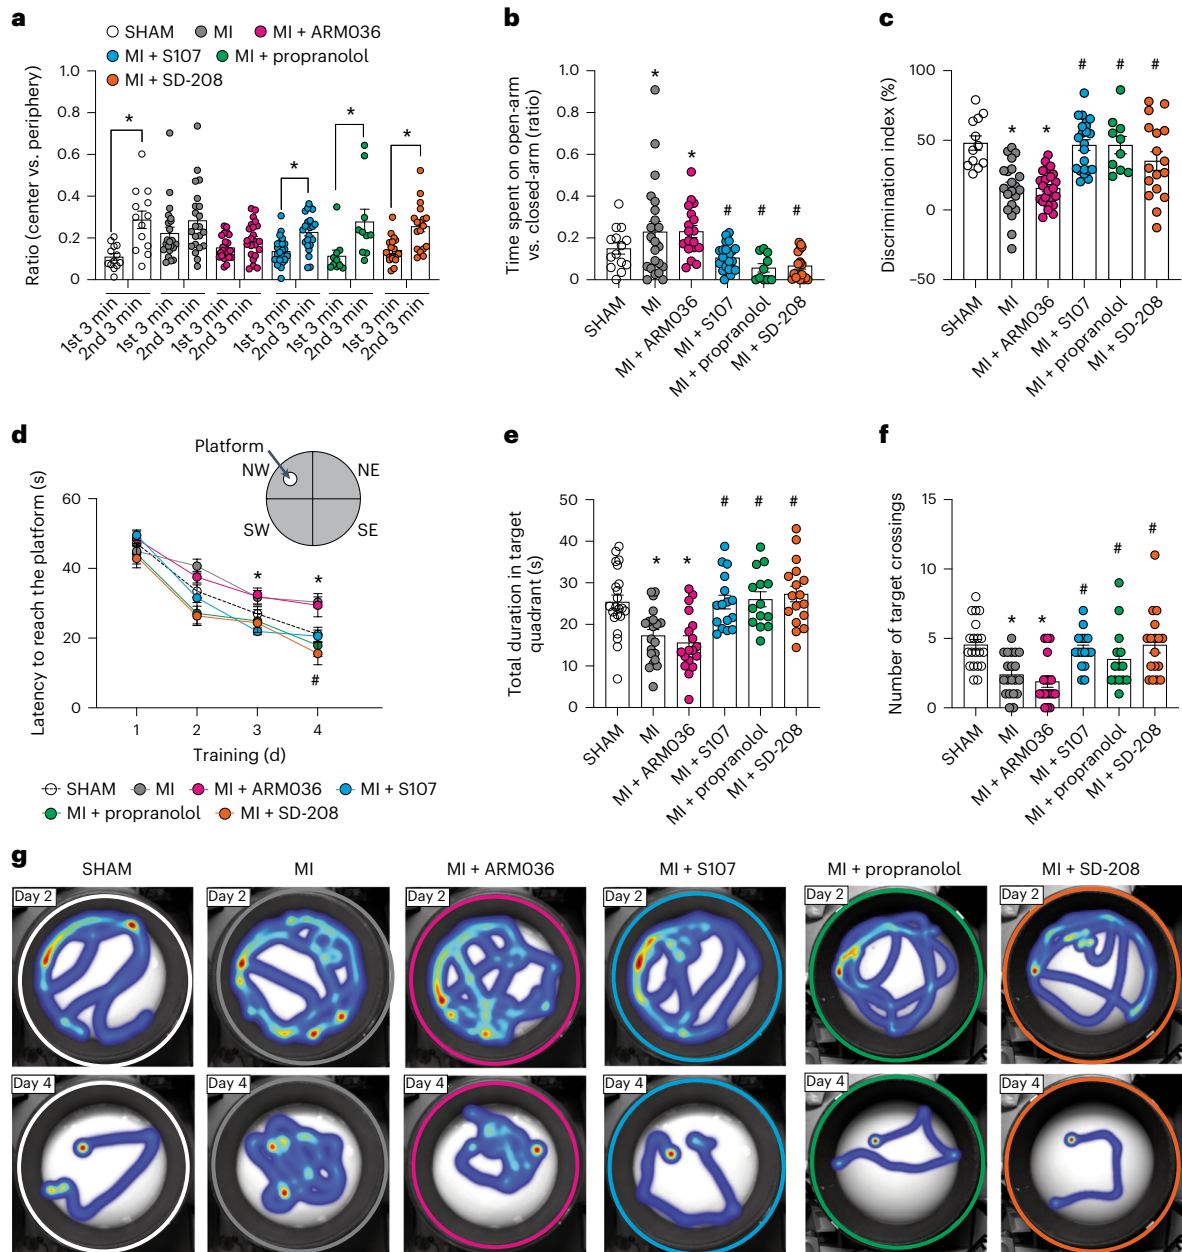 a
SHAM MI MI + ARM036
MI + S107 MI + propranolol
MI + SD-208
Ratio (center vs. periphery)
1.0
0.8
0.6
0.4
0.2
0
* * * *
1st 3 min
2nd 3 min
1st 3 min
2nd 3 min
1st 3 min
2nd 3 min
1st 3 min
2nd 3 min
1st 3 min
2nd 3 min
1st 3 min
2nd 3 min
b
Time spent on open-arm
vs. closed-arm (ratio)
1.0
0.8
0.6
0.4
0.2
0
* * # # #
SHAM
MI
MI + ARM036
MI + S107
MI + propranolol
MI + SD-208
c
Discrimination index (%)
100
50
0
–50
* * # # #
SHAM
MI
MI + ARM036
MI + S107
MI + propranolol
MI + SD-208
d
Platform
NW NE
SW SE
Latency to reach the platform (s)
60
40
20
0
* *
#
1 2 3 4
Training (d)
SHAM MI MI + ARM036 MI + S107
MI + propranolol MI + SD-208
e
Total duration in target
quadrant (s)
50
40
30
20
10
0
* * # # #
SHAM
MI
MI + ARM036
MI + S107
MI + propranolol
MI + SD-208
f
Number of target crossings
15
10
5
0
* * # # #
SHAM
MI
MI + ARM036
MI + S107
MI + propranolol
MI + SD-208
g
SHAM MI MI + ARM036 MI + S107 MI + propranolol MI + SD-208
Day 2 Day 2 Day 2 Day 2 Day 2 Day 2
Day 4 Day 4 Day 4 Day 4 Day 4 Day 4